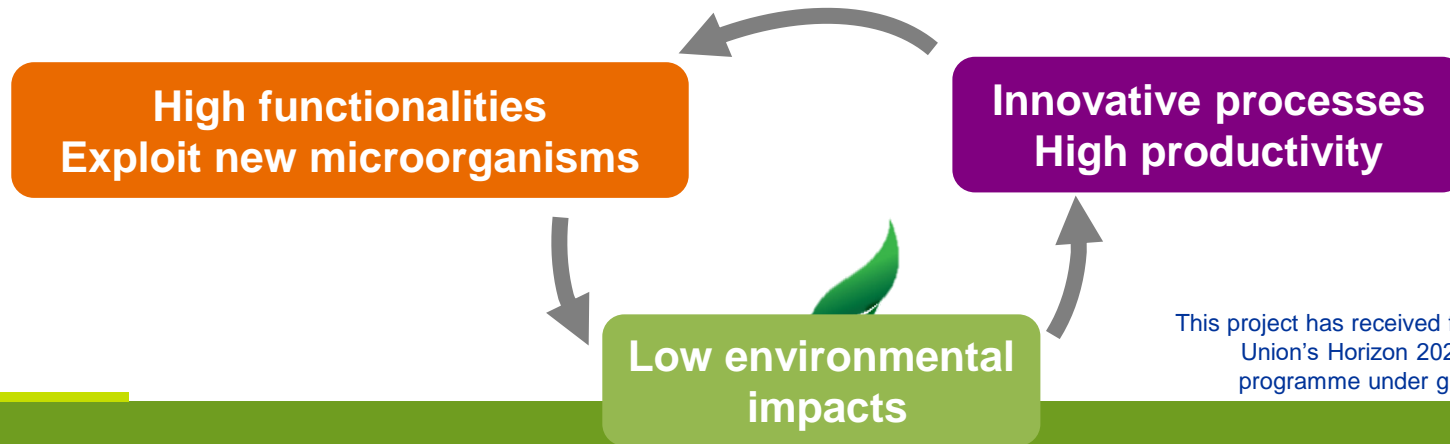 High functionalities
Exploit new microorganisms
Innovative processes
High productivity
Low environmental
impacts
This project has received
Union's Horizon
programme under